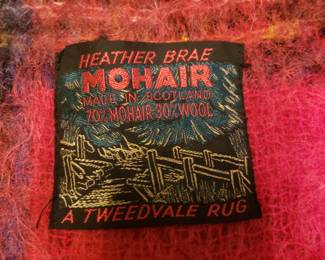 HEATHER BRAE
MOHAIR
MADE IN SCOTLAND
70% MOHAIR 30% WOOL
A TWEEDVALE RUG